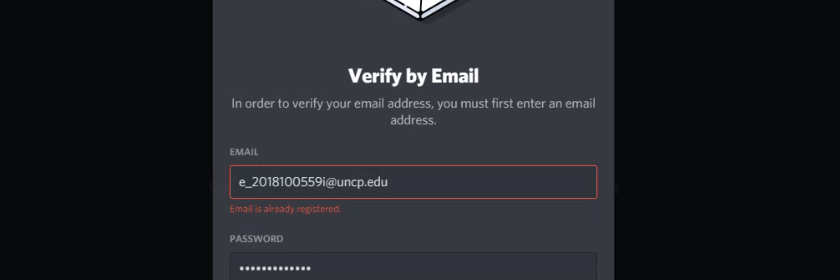 Verify by Email
In order to verify your email address, you must first enter an email
address.
EMAIL
e_2018100559i@uncp.edu
Email is already registered.
PASSWORD
•••••••••••••